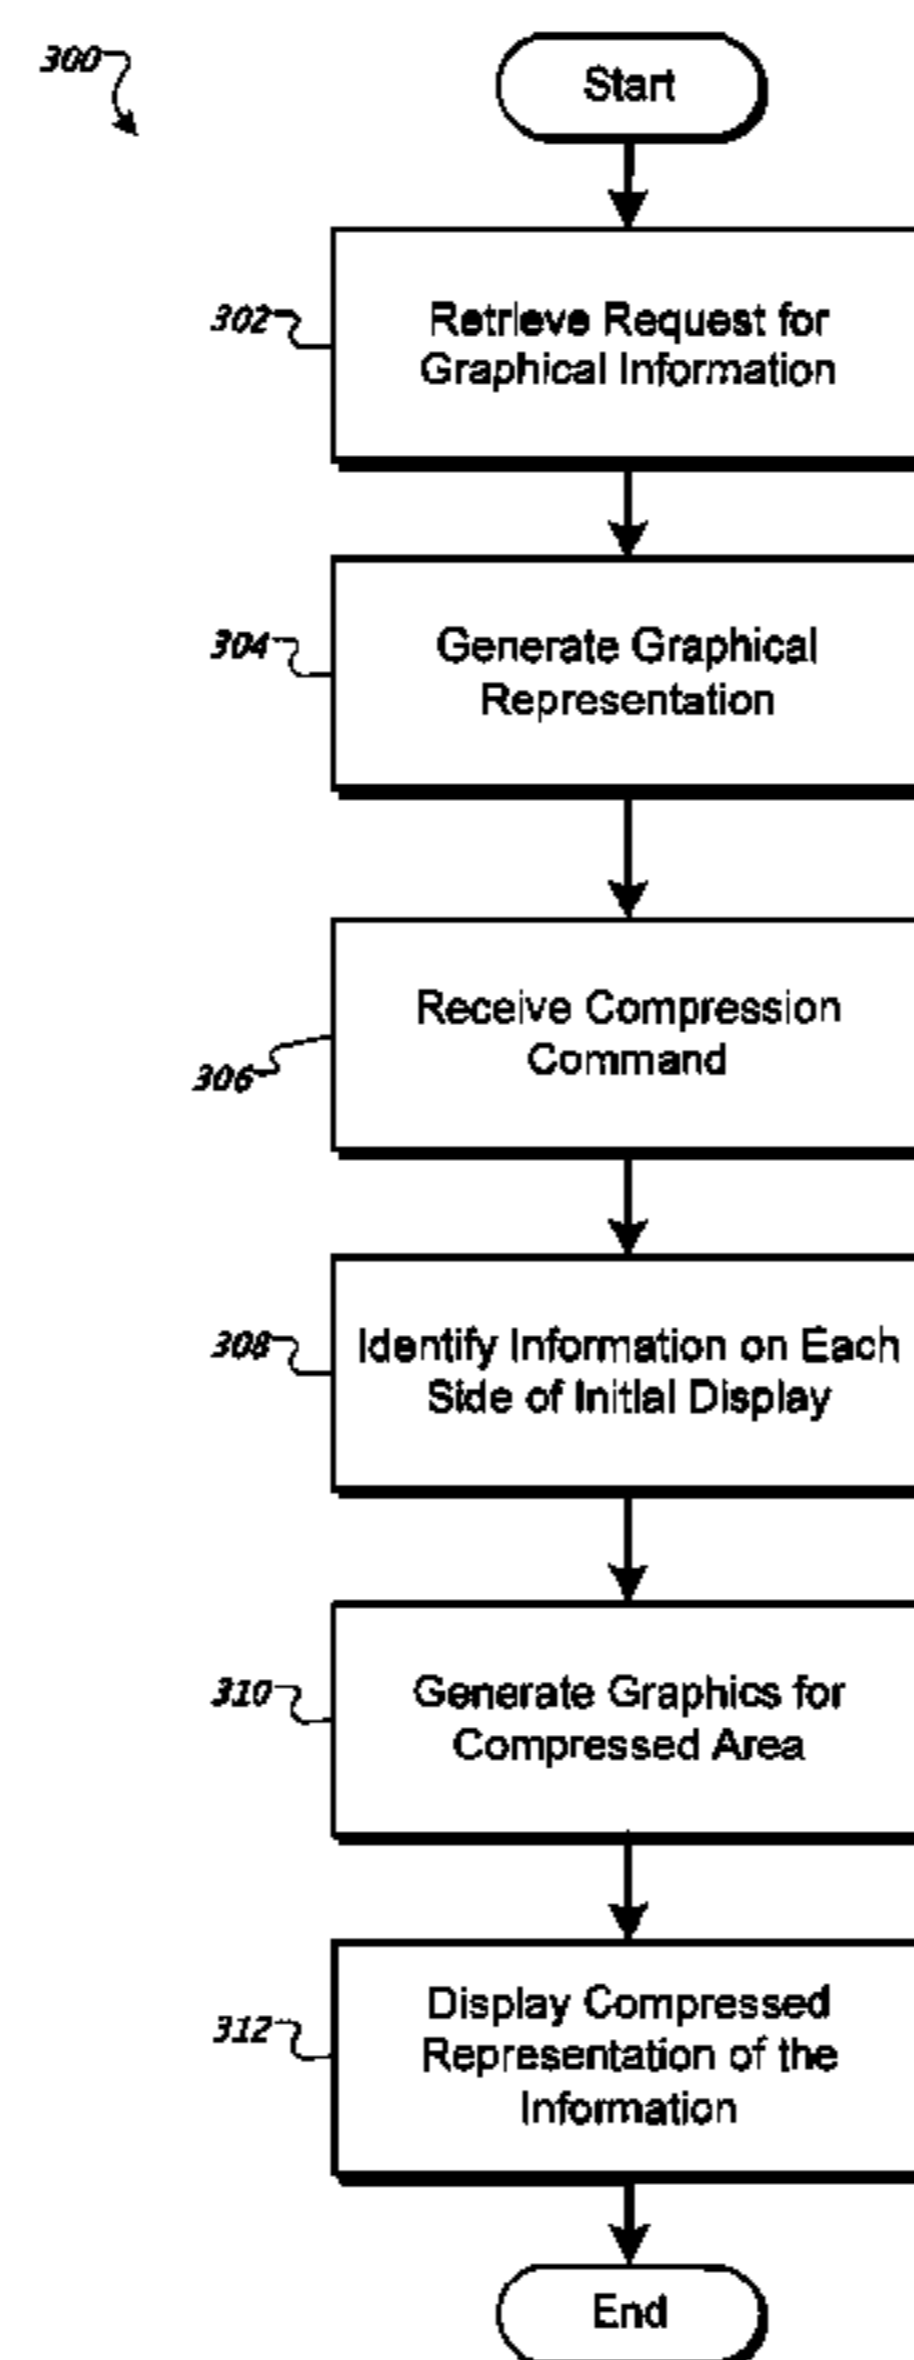 300
Start
302
Retrieve Request for
Graphical Information
304
Generate Graphical
Representation
306
Receive Compression
Command
308
Identify Information on Each
Side of Initial Display
310
Generate Graphics for
Compressed Area
312
Display Compressed
Representation of the
Information
End